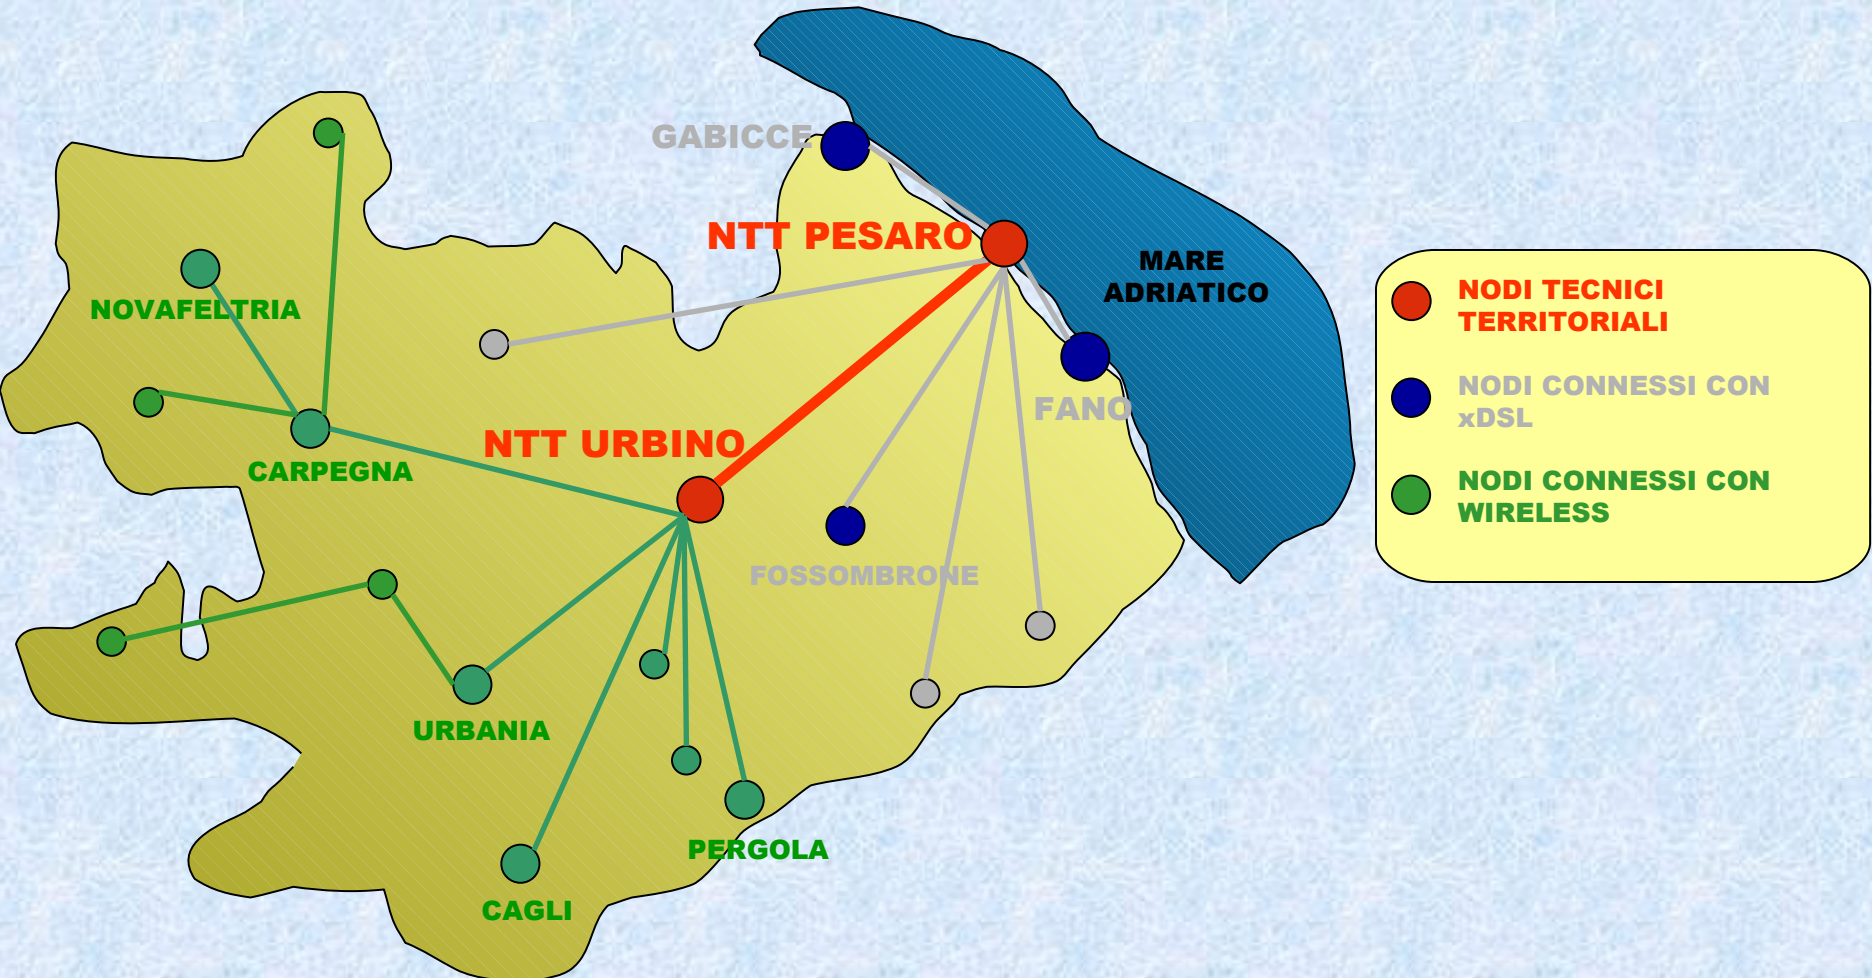 GABICCE
NTT PESARO
MARE
ADRIATICO
NOVAFELTRIA
FANO
NTT URBINO
CARPEGNA
FOSSOMBRONE
URBANIA
PERGOLA
CAGLI
NODI TECNICI
TERRITORIALI
NODI CONNESSI CON
xDSL
NODI CONNESSI CON
WIRELESS